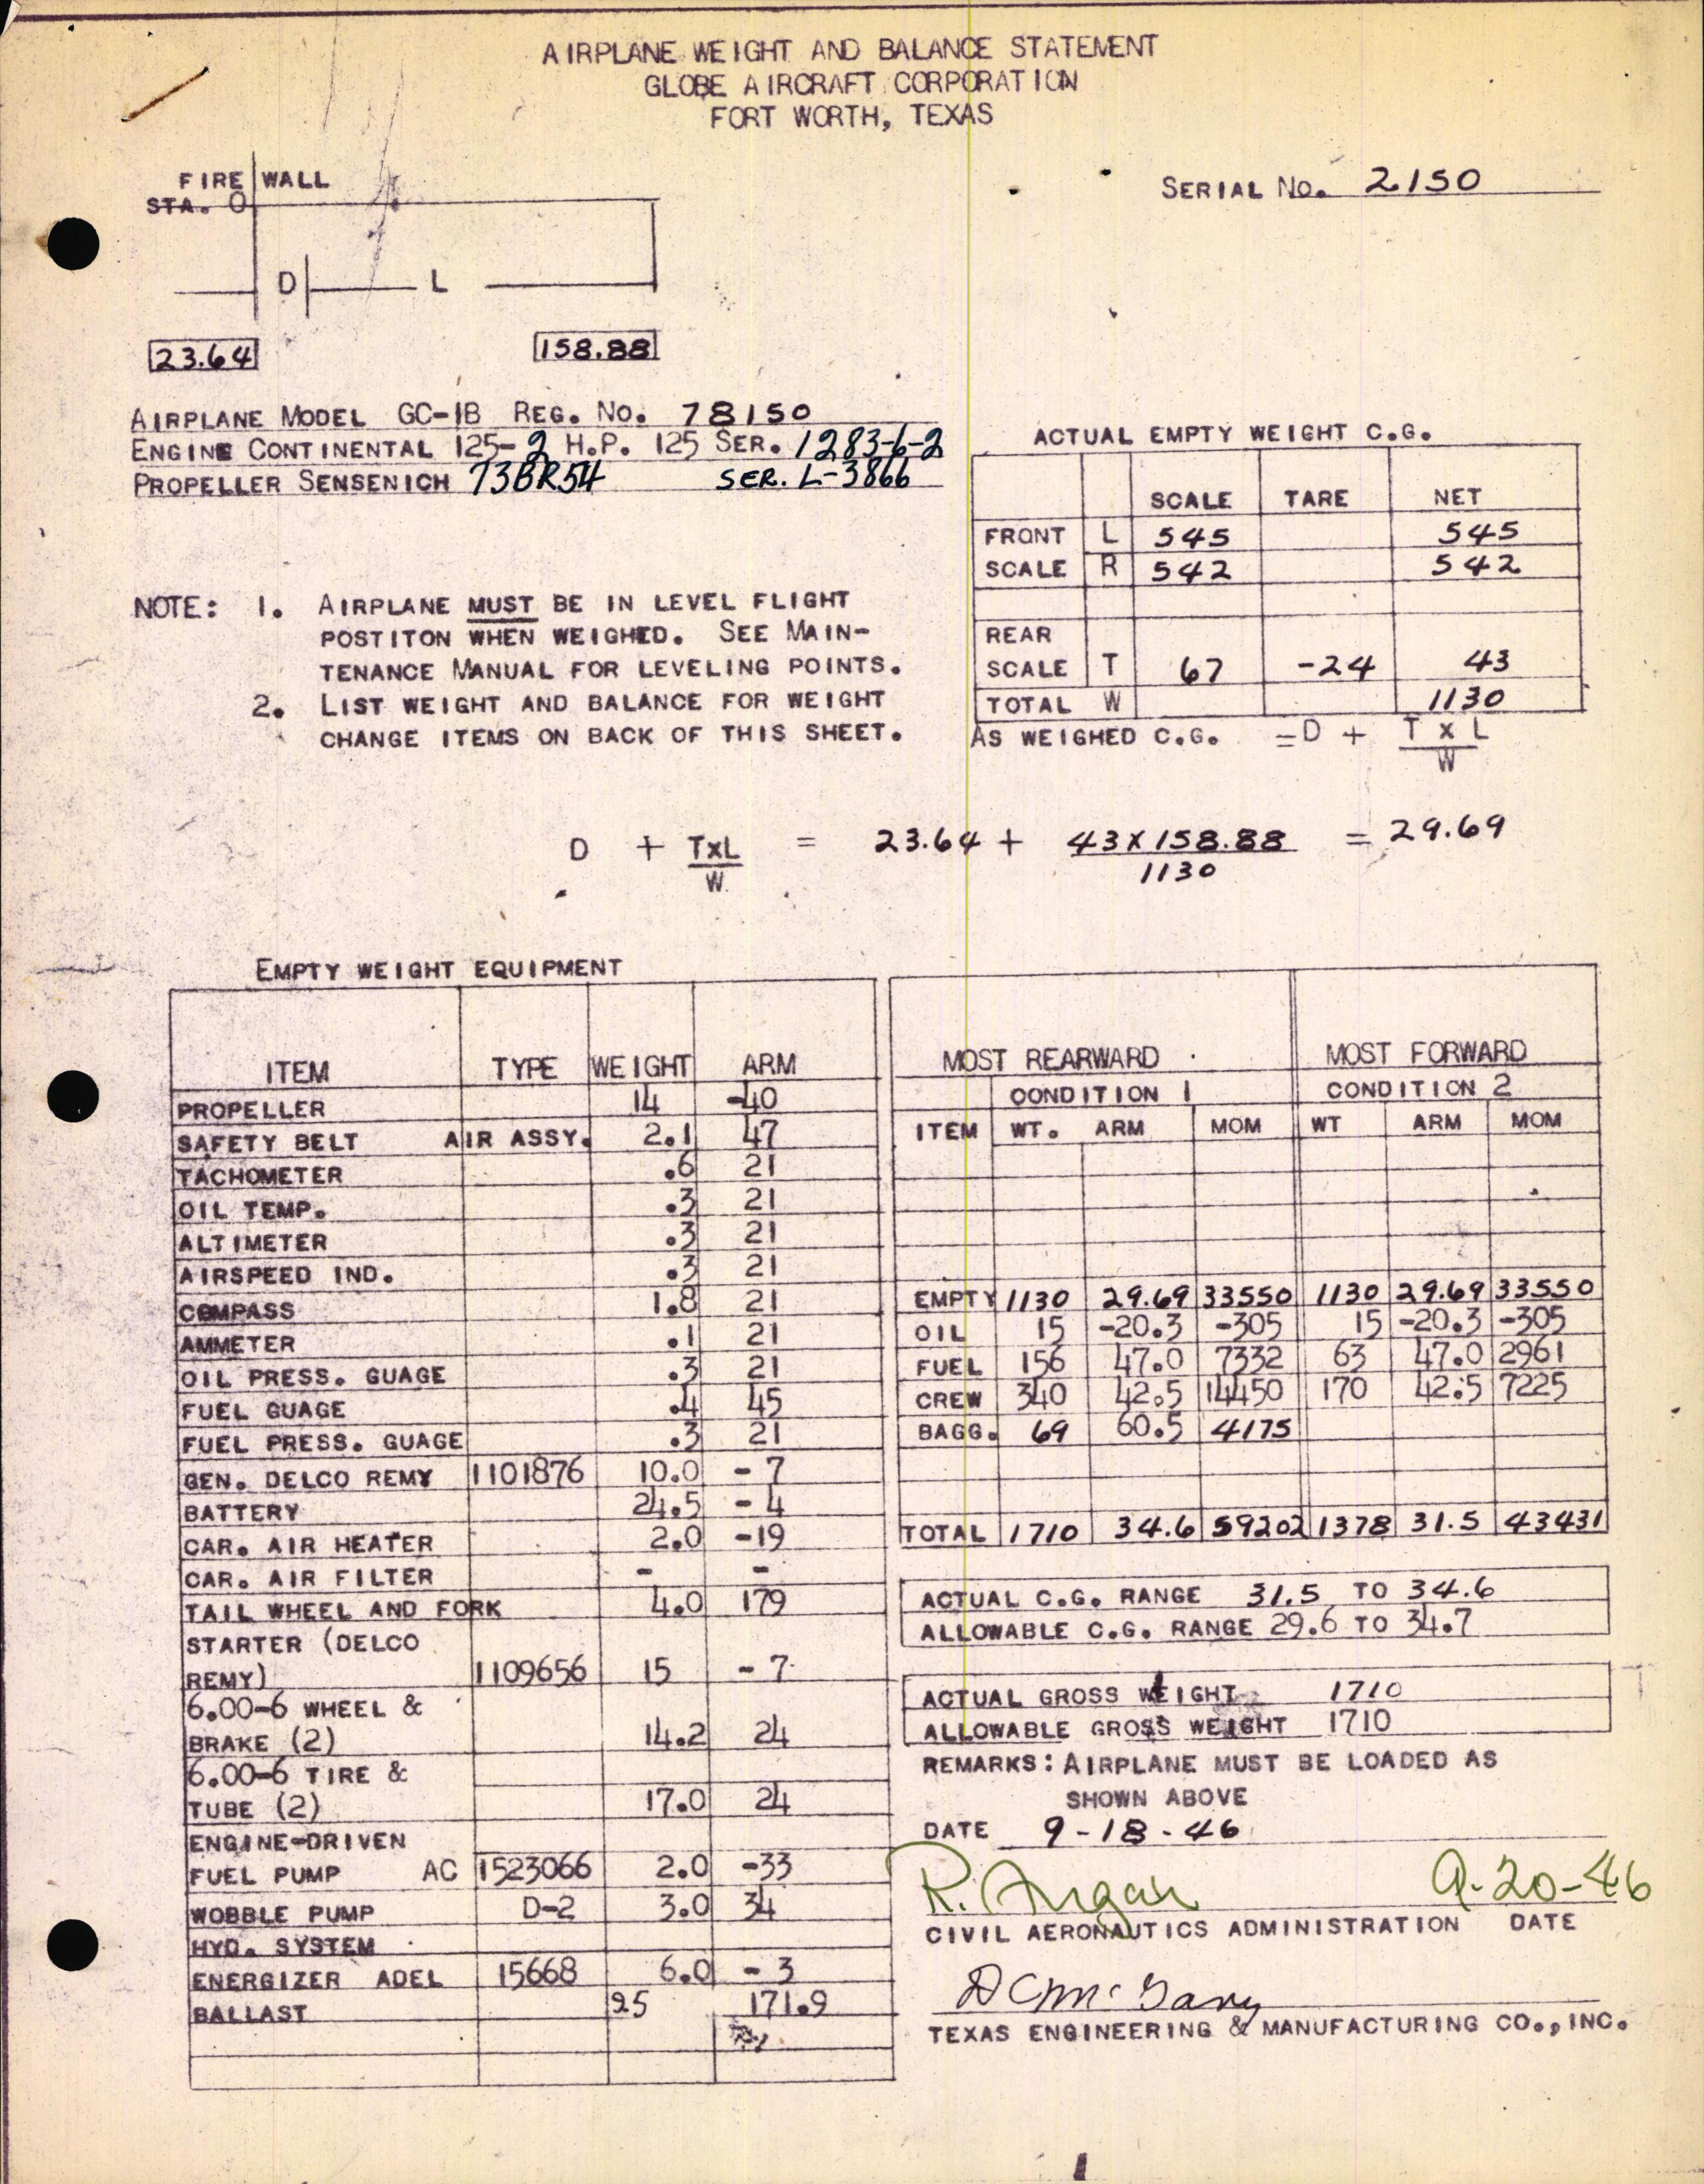 AIRPLANE WEIGHT AND BALANCE STATEMENT
GLOBE AIRCRAFT CORPORATION
FORT WORTH, TEXAS
FIRE WALL
STA. 0
SERIAL NO. 2150
D L
23.64 158.88
AIRPLANE MODEL GC-1B REG. NO. 78150
ENGINE CONTINENTAL 125-2 H.P. 125 SER. 1283-6-2
PROPELLER SENSENICH 73BR54 SER. L-3866
ACTUAL EMPTY WEIGHT C.G.
SCALE TARE NET
FRONT L 545 545
SCALE R 542 542
REAR
SCALE T 67 -24 43
TOTAL W 1130
AS WEIGHED C.G. = D + T x L
W
NOTE: 1. AIRPLANE MUST BE IN LEVEL FLIGHT
POSTITON WHEN WEIGHED. SEE MAIN-
TENANCE MANUAL FOR LEVELING POINTS.
2. LIST WEIGHT AND BALANCE FOR WEIGHT
CHANGE ITEMS ON BACK OF THIS SHEET.
D + TxL = 23.64 + 43 x 158.88 = 29.69
W 1130
EMPTY WEIGHT EQUIPMENT
ITEM TYPE WEIGHT ARM
PROPELLER 14 -40
SAFETY BELT AIR ASSY. 2.1 47
TACHOMETER .6 21
OIL TEMP. .3 21
ALTIMETER .3 21
AIRSPEED IND. .3 21
COMPASS 1.8 21
AMMETER .1 21
OIL PRESS. GUAGE .3 21
FUEL GUAGE .4 45
FUEL PRESS. GUAGE .3 21
GEN. DELCO REMY 1101876 10.0 - 7
BATTERY 24.5 - 4
CAR. AIR HEATER 2.0 -19
CAR. AIR FILTER - -
TAIL WHEEL AND FORK 4.0 179
STARTER (DELCO
REMY) 1109656 15 - 7
6.00-6 WHEEL &
BRAKE (2) 14.2 24
6.00-6 TIRE &
TUBE (2) 17.0 24
ENGINE-DRIVEN
FUEL PUMP AC 1523066 2.0 -33
WOBBLE PUMP D-2 3.0 34
HYD. SYSTEM
ENERGIZER ADEL 15668 6.0 - 3
BALLAST 25 171.9
MOST REARWARD MOST FORWARD
CONDITION 1 CONDITION 2
ITEM WT. ARM MOM WT ARM MOM
EMPTY 1130 29.69 33550 1130 29.69 33550
OIL 15 -20.3 -305 15 -20.3 -305
FUEL 156 47.0 7332 63 47.0 2961
CREW 340 42.5 14450 170 42.5 7225
BAGG. 69 60.5 4175
TOTAL 1710 34.6 59202 1378 31.5 43431
ACTUAL C.G. RANGE 31.5 TO 34.6
ALLOWABLE C.G. RANGE 29.6 TO 34.7
ACTUAL GROSS WEIGHT 1710
ALLOWABLE GROSS WEIGHT 1710
REMARKS: AIRPLANE MUST BE LOADED AS
SHOWN ABOVE
DATE 9-18-46
R. 9-20-46
CIVIL AERONAUTICS ADMINISTRATION DATE
TEXAS ENGINEERING & MANUFACTURING CO., INC.